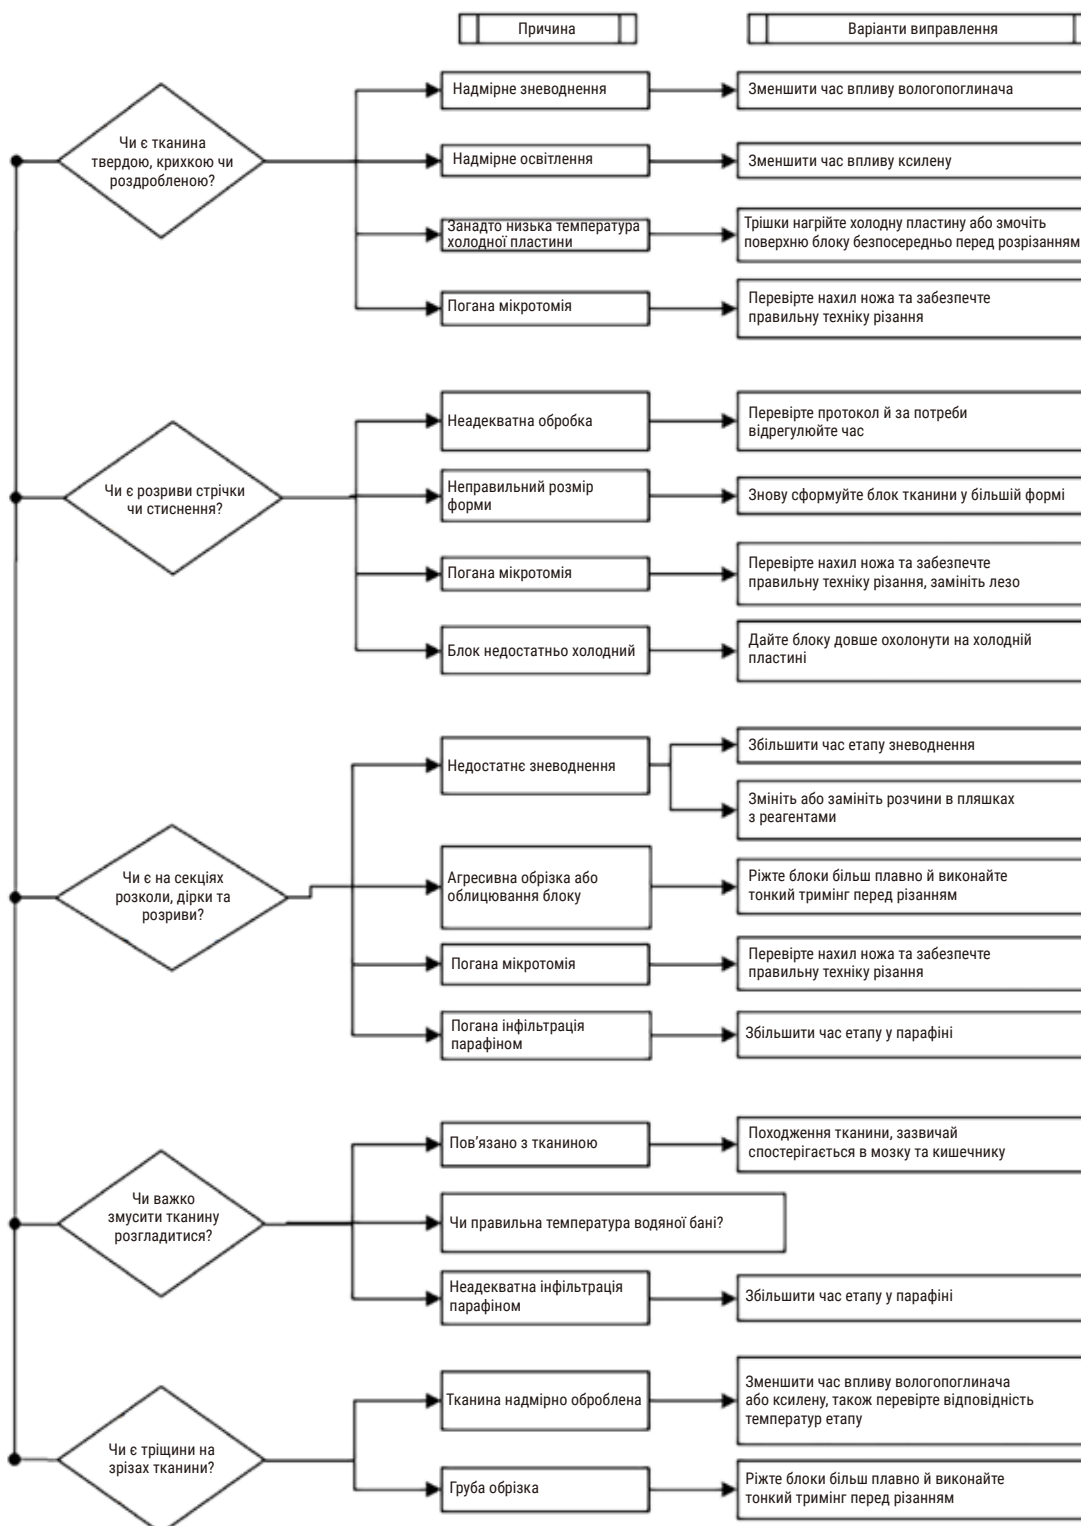 Причина
Варіанти виправлення
Чи є тканина
твердою, крихкою чи
роздробленою?
Надмірне зневоднення
Зменшити час впливу вологопоглинача
Надмірне освітлення
Зменшити час впливу ксилену
Занадто низька температура
холодної пластини
Трішки нагрійте холодну пластину або змочіть
поверхню блоку безпосередньо перед розрізанням
Погана мікротомія
Перевірте нахил ножа та забезпечте
правильну техніку різання
Чи є розриви стрічки
чи стиснення?
Неадекватна обробка
Перевірте протокол й за потреби
відрегулюйте час
Неправильний розмір
форми
Знову сформуйте блок тканини у більшій формі
Погана мікротомія
Перевірте нахил ножа та забезпечте
правильну техніку різання, замініть лезо
Блок недостатньо холодний
Дайте блоку довше охолонути на холодній
пластині
Чи є на секціях
розколи, дірки та
розриви?
Недостатнє зневоднення
Збільшити час етапу зневоднення
Змініть або замініть розчини в пляшках
з реагентами
Агресивна обрізка або
облицювання блоку
Ріжте блоки більш плавно й виконайте
тонкий тримінг перед різанням
Погана мікротомія
Перевірте нахил ножа та забезпечте
правильну техніку різання
Погана інфільтрація
парафіном
Збільшити час етапу у парафіні
Чи важко
змусити тканину
розгладитися?
Пов'язано з тканиною
Походження тканини, зазвичай
спостерігається в мозку та кишечнику
Чи правильна температура водяної бані?
Неадекватна інфільтрація
парафіном
Збільшити час етапу у парафіні
Чи є тріщини на
зрізах тканини?
Тканина надмірно оброблена
Зменшити час впливу вологопоглинача
або ксилену, також перевірте відповідність
температур етапу
Груба обрізка
Ріжте блоки більш плавно й виконайте
тонкий тримінг перед різанням